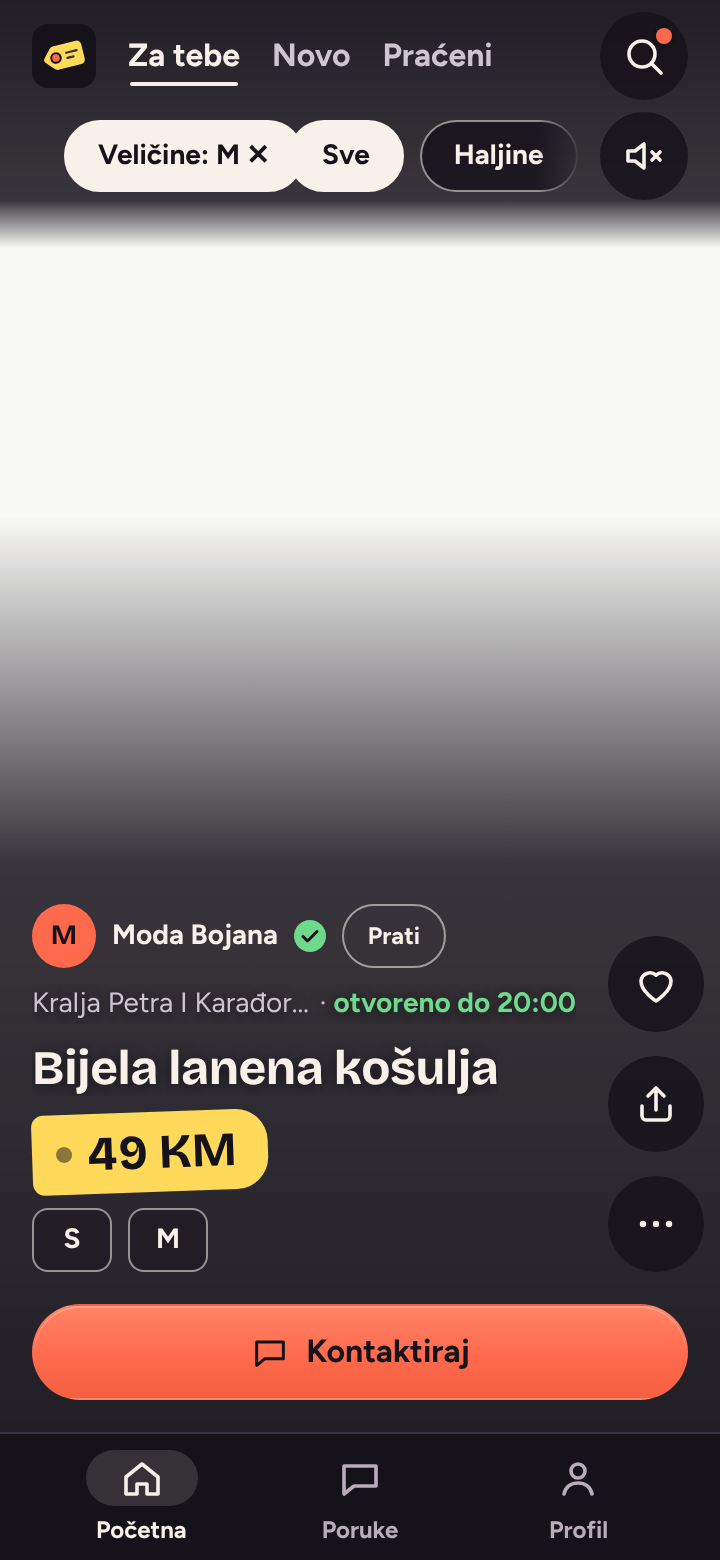 Za tebe Novo Praćeni
Veličine: M ✕ Sve Haljine
M Moda Bojana Prati
Kralja Petra I Karađor... · otvoreno do 20:00
Bijela lanena košulja
49 KM
S M
Kontaktiraj
Početna Poruke Profil